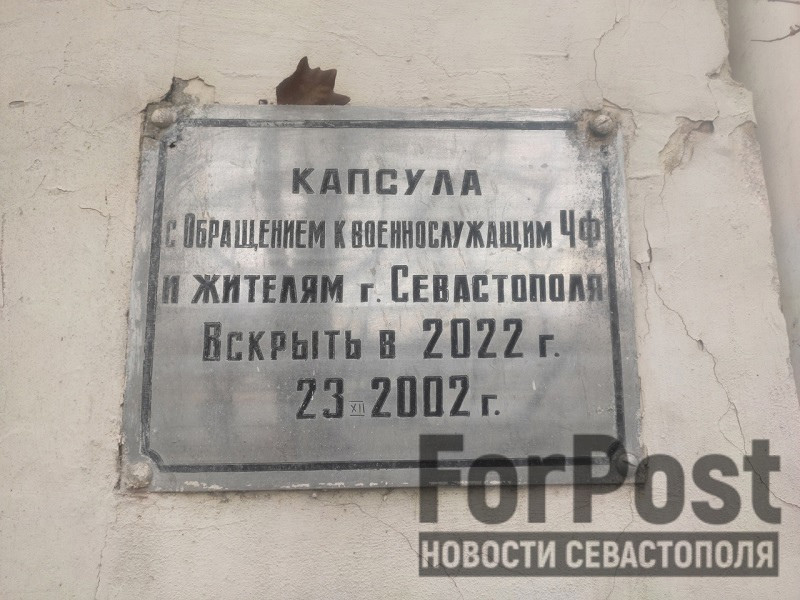 КАПСУЛА
с Обращением к военнослужащим ЧФ
и жителям г. Севастополя
Вскрыть в 2022 г.
23 XII 2002 г.
ForPost
НОВОСТИ СЕВАСТОПОЛЯ